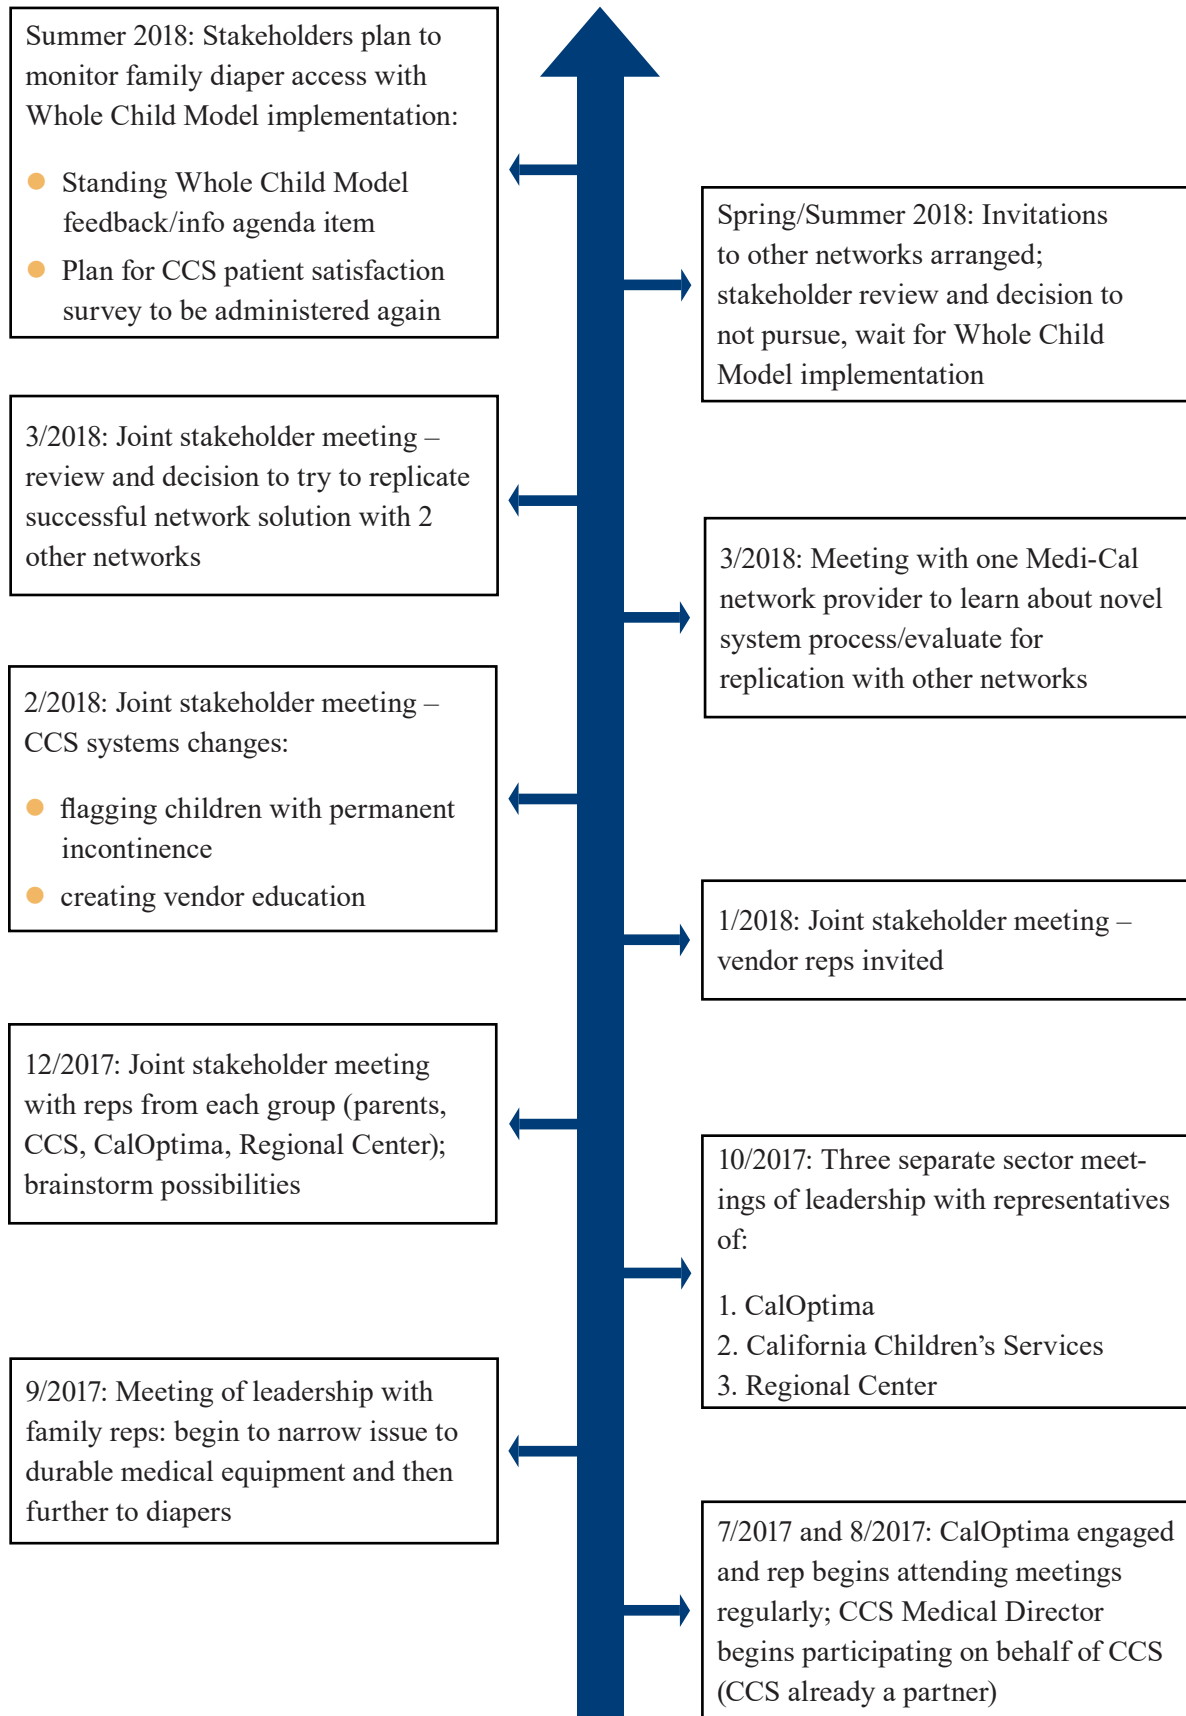 Summer 2018: Stakeholders plan to
monitor family diaper access with
Whole Child Model implementation:
Standing Whole Child Model
feedback/info agenda item
Plan for CCS patient satisfaction
survey to be administered again
Spring/Summer 2018: Invitations
to other networks arranged;
stakeholder review and decision to
not pursue, wait for Whole Child
Model implementation
3/2018: Joint stakeholder meeting –
review and decision to try to replicate
successful network solution with 2
other networks
3/2018: Meeting with one Medi-Cal
network provider to learn about novel
system process/evaluate for
replication with other networks
2/2018: Joint stakeholder meeting –
CCS systems changes:
flagging children with permanent
incontinence
creating vendor education
1/2018: Joint stakeholder meeting –
vendor reps invited
12/2017: Joint stakeholder meeting
with reps from each group (parents,
CCS, CalOptima, Regional Center);
brainstorm possibilities
10/2017: Three separate sector meet-
ings of leadership with representatives
of:
1. CalOptima
2. California Children’s Services
3. Regional Center
9/2017: Meeting of leadership with
family reps: begin to narrow issue to
durable medical equipment and then
further to diapers
7/2017 and 8/2017: CalOptima engaged
and rep begins attending meetings
regularly; CCS Medical Director
begins participating on behalf of CCS
(CCS already a partner)